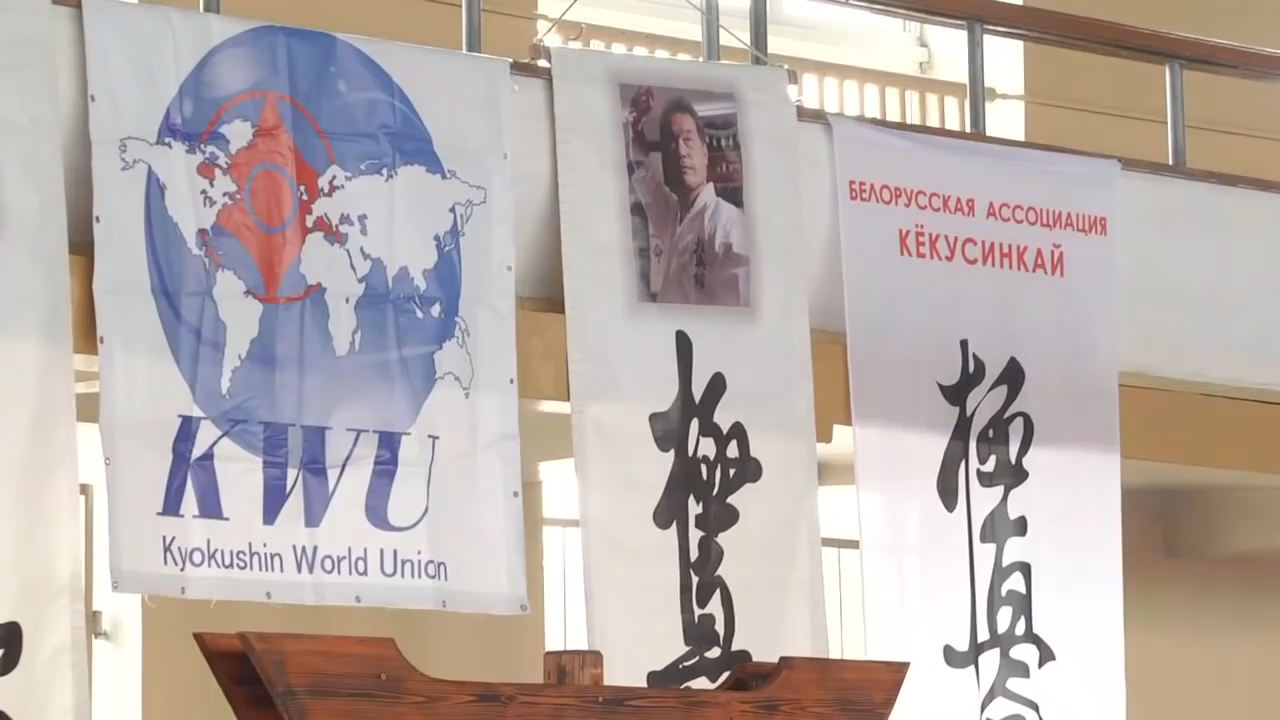 KWU
Kyokushin World Union
極真
БЕЛОРУССКАЯ АССОЦИАЦИЯ
КЁКУСИНКАЙ
極真